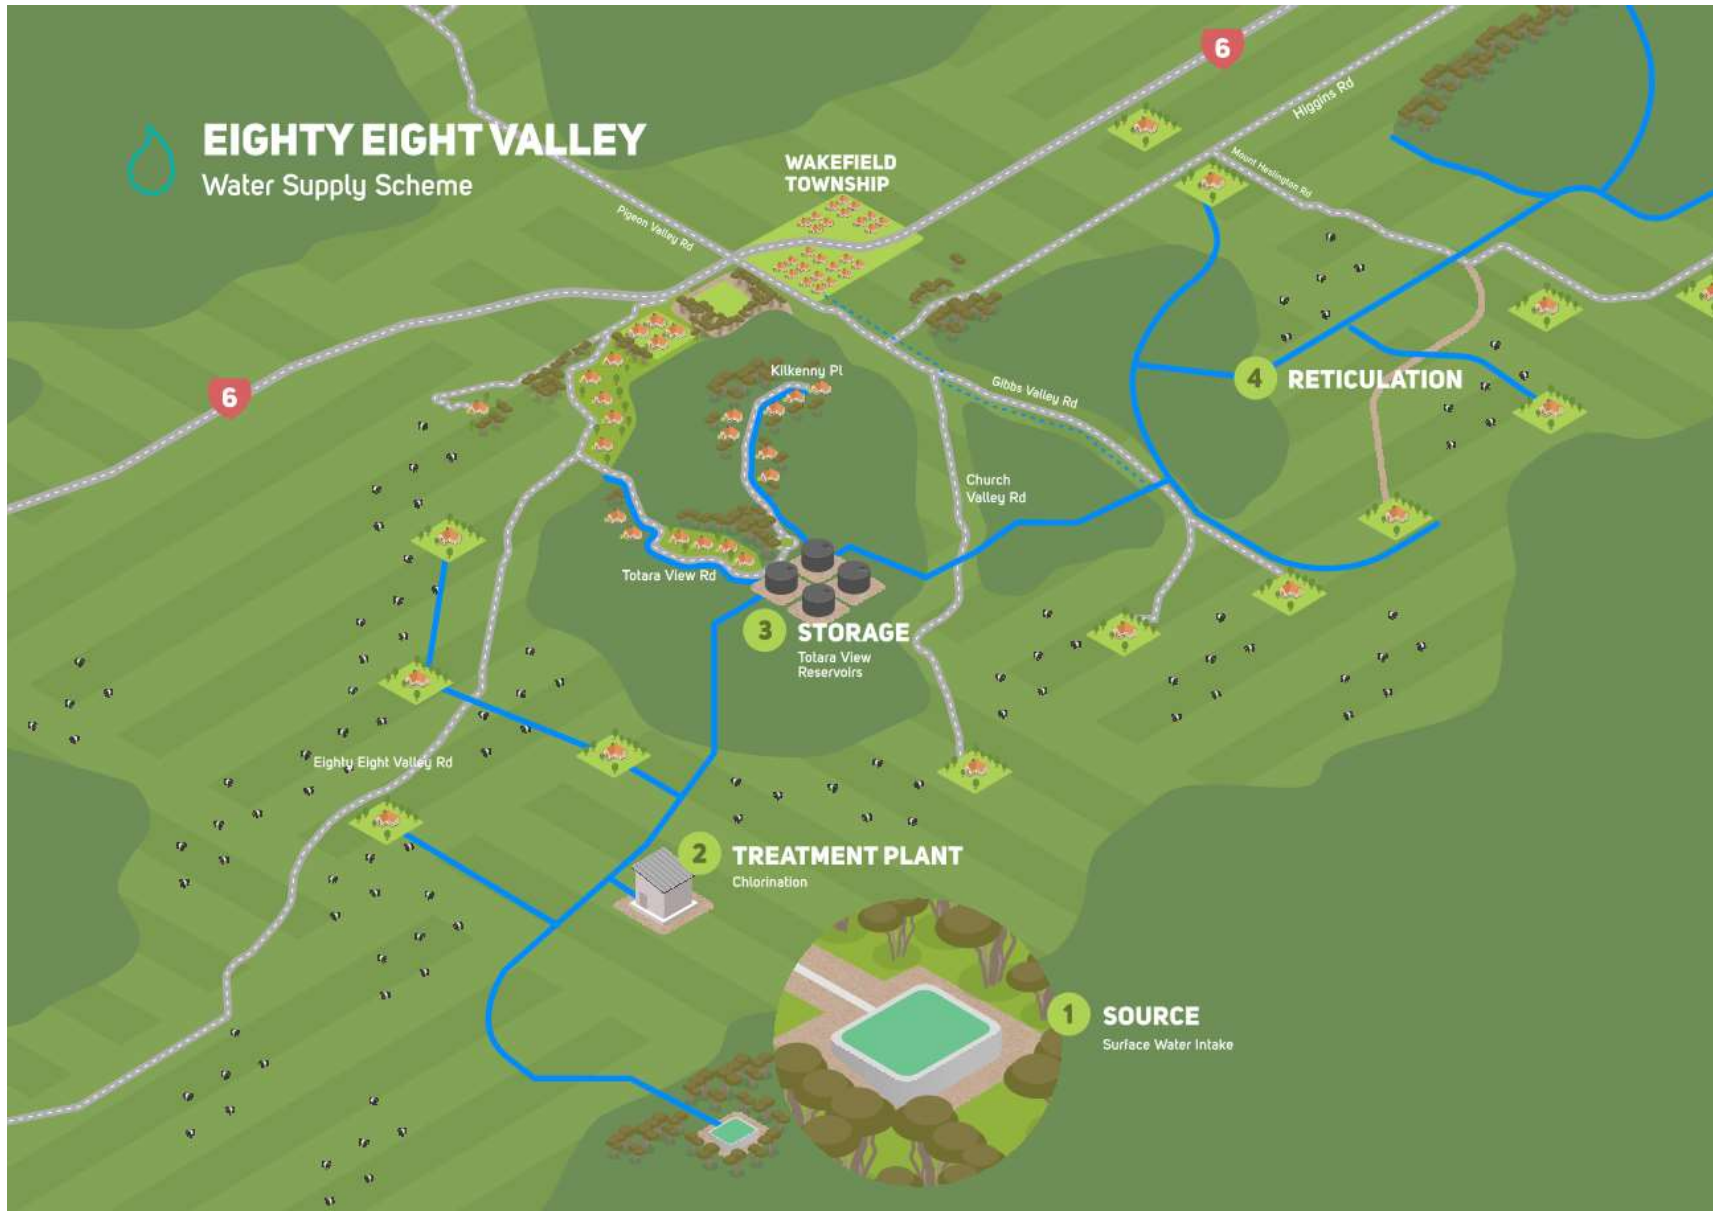 EIGHTY EIGHT VALLEY
Water Supply Scheme
6
Higgins Rd
WAKEFIELD
TOWNSHIP
Mount Heslington Rd
Pigeon Valley Rd
6
Kilkenny Pl
Gibbs Valley Rd
4
RETICULATION
Church
Valley Rd
Totara View Rd
3
STORAGE
Totara View
Reservoirs
Eighty Eight Valley Rd
2
TREATMENT PLANT
Chlorination
1
SOURCE
Surface Water Intake